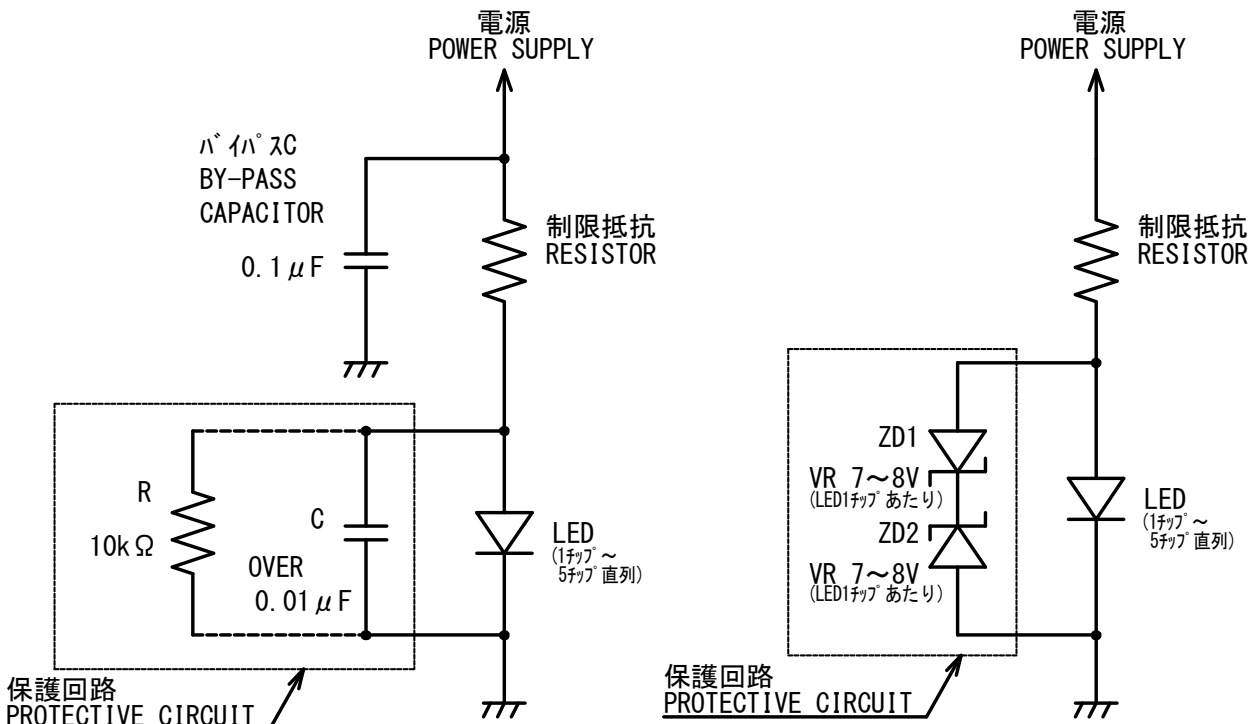 電源
POWER SUPPLY
バイパスC
BY-PASS
CAPACITOR
0.1μF
制限抵抗
RESISTOR
R
10kΩ
C
OVER
0.01μF
LED
(1チップ~
5チップ直列)
保護回路
PROTECTIVE CIRCUIT
電源
POWER SUPPLY
制限抵抗
RESISTOR
ZD1
VR 7~8V
(LED1チップあたり)
ZD2
VR 7~8V
(LED1チップあたり)
LED
(1チップ~
5チップ直列)
保護回路
PROTECTIVE CIRCUIT